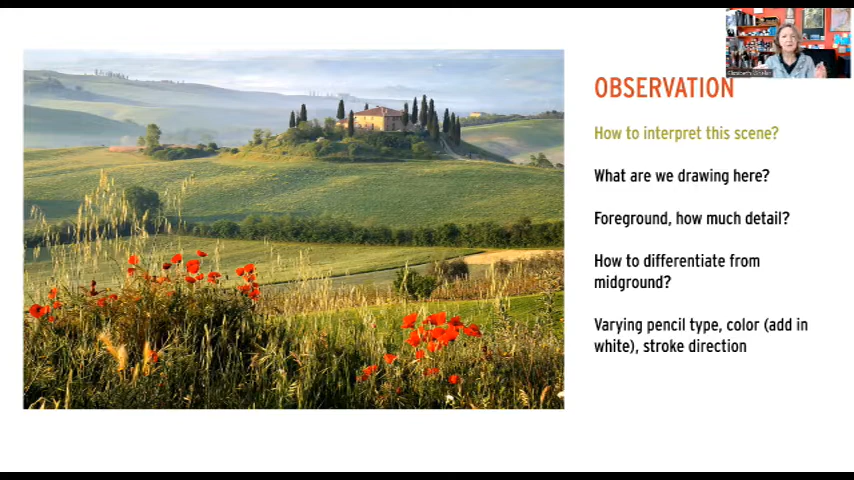 OBSERVATION
How to interpret this scene?
What are we drawing here?
Foreground, how much detail?
How to differentiate from
midground?
Varying pencil type, color (add in
white), stroke direction